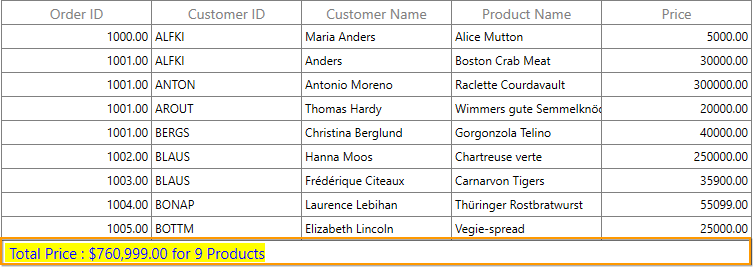 Order ID Customer ID Customer Name Product Name Price
1000.00 ALFKI Maria Anders Alice Mutton 5000.00
1001.00 ALFKI Anders Boston Crab Meat 30000.00
1001.00 ANTON Antonio Moreno Raclette Courdavault 300000.00
1001.00 AROUT Thomas Hardy Wimmers gute Semmelknöd 20000.00
1001.00 BERGS Christina Berglund Gorgonzola Telino 40000.00
1002.00 BLAUS Hanna Moos Chartreuse verte 250000.00
1003.00 BLAUS Frédérique Citeaux Carnarvon Tigers 35900.00
1004.00 BONAP Laurence Lebihan Thüringer Rostbratwurst 55099.00
1005.00 BOTTM Elizabeth Lincoln Vegie-spread 25000.00
Total Price : $760,999.00 for 9 Products